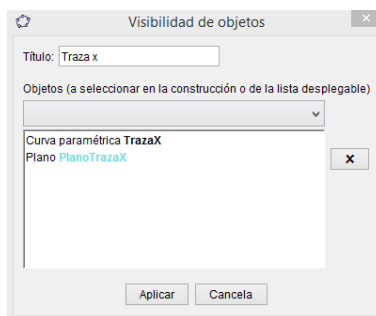 Visibilidad de objetos
Título: Traza x
Objetos (a seleccionar en la construcción o de la lista desplegable)
Curva paramétrica TrazaX
Plano PlanoTrazaX
Aplicar Cancela